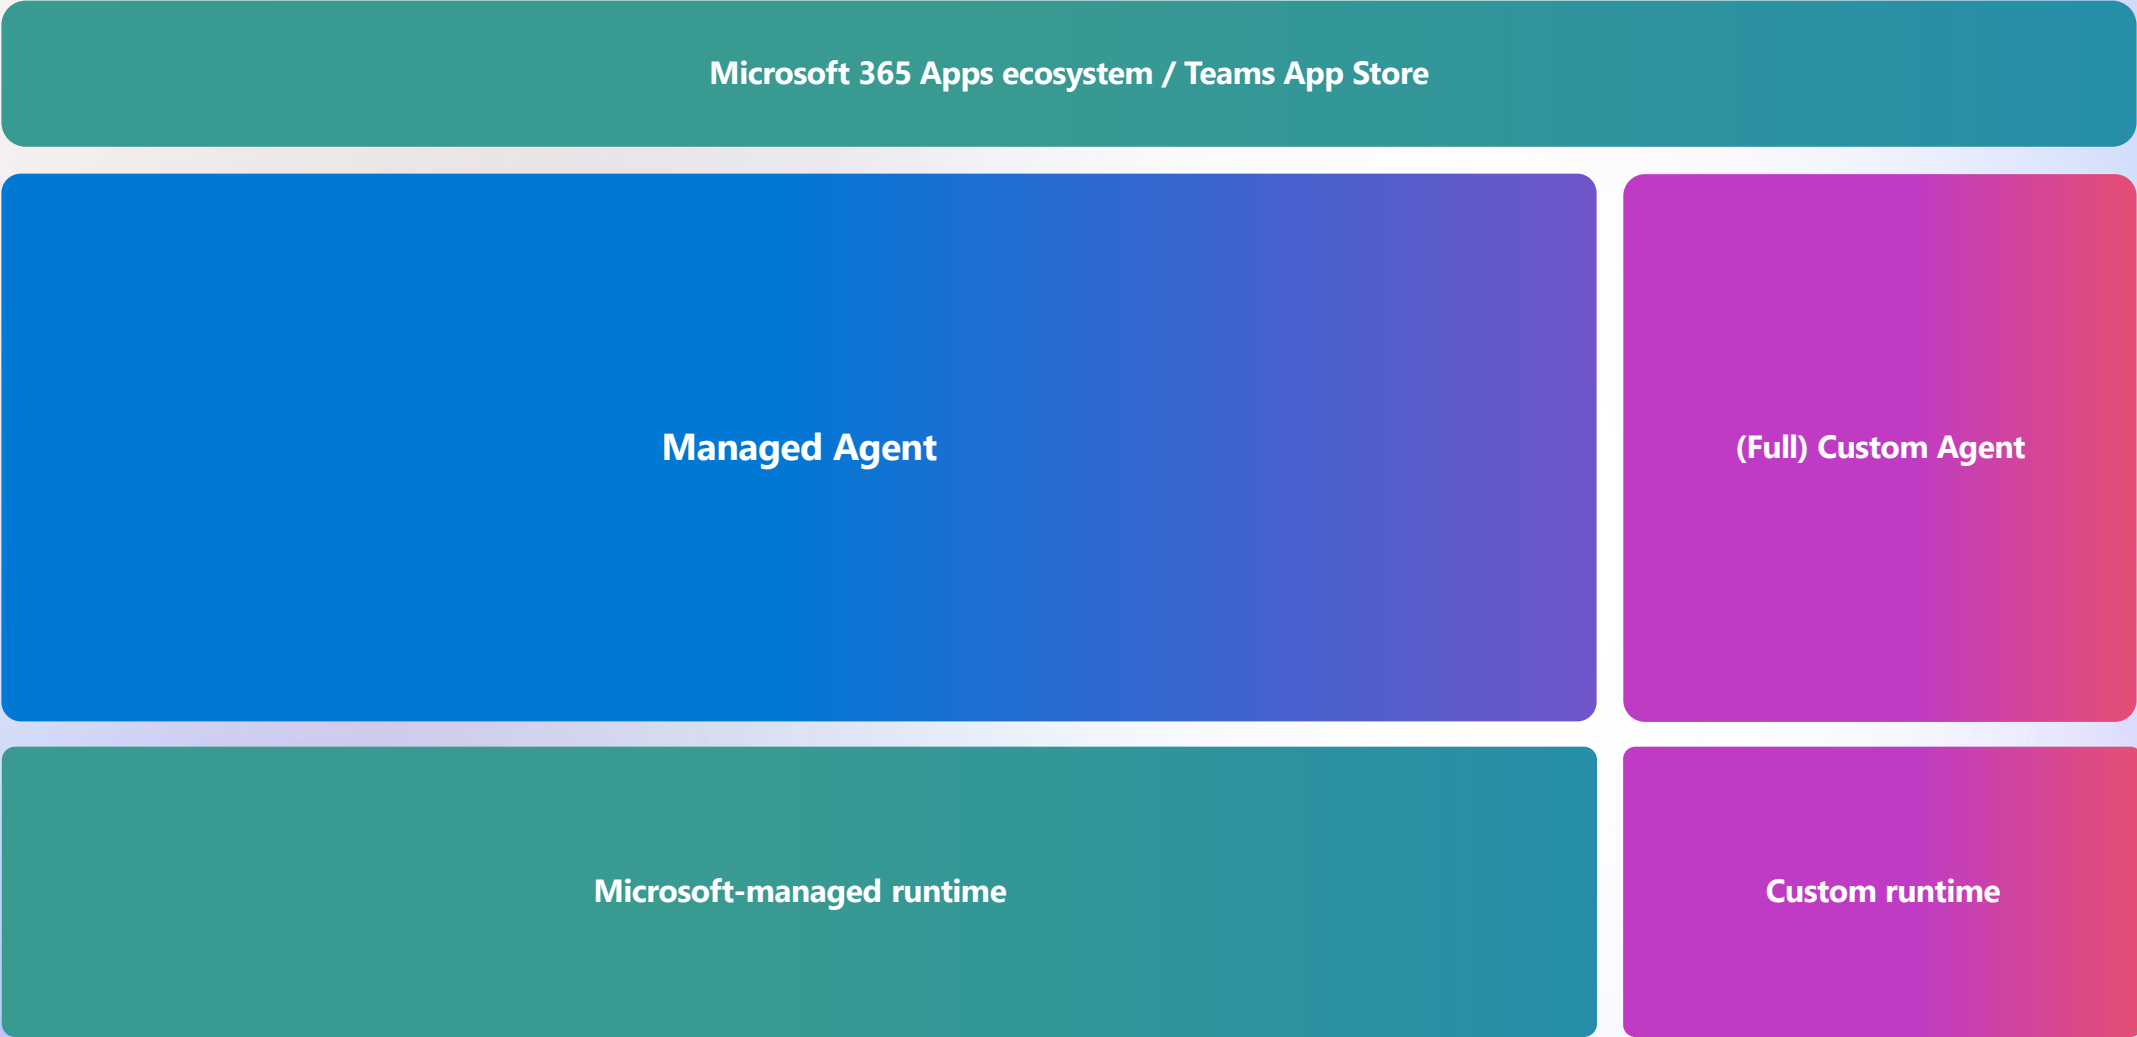 Microsoft 365 Apps ecosystem / Teams App Store
Managed Agent
(Full) Custom Agent
Microsoft-managed runtime
Custom runtime